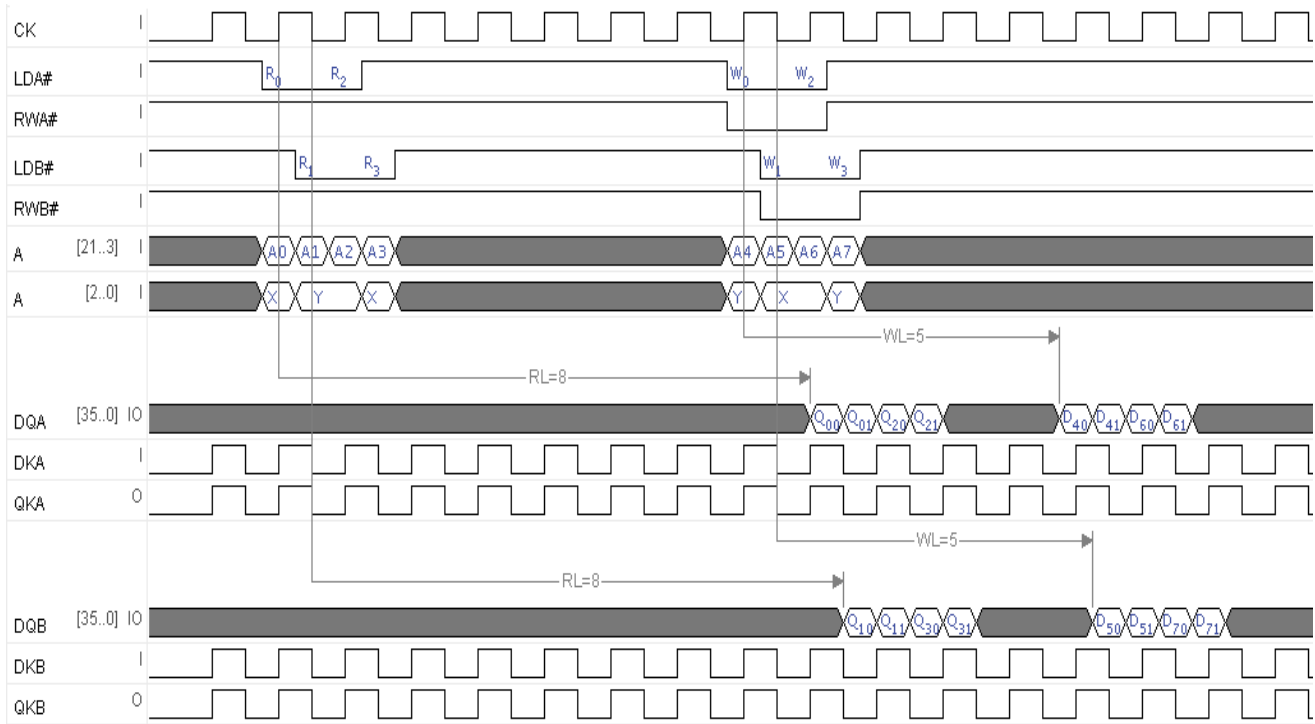 CK I
LDA# I R0 R2 W0 W2
RWA# I
LDB# I R1 R3 W1 W3
RWB# I
A [21..3] I A0 A1 A2 A3 A4 A5 A6 A7
A [2..0] I X Y X Y X Y
WL=5
RL=8
DQA [35..0] IO Q00 Q01 Q20 Q21 D40 D41 D60 D61
DKA I
QKA O
WL=5
RL=8
DQB [35..0] IO Q10 Q11 Q30 Q31 D50 D51 D70 D71
DKB I
QKB O